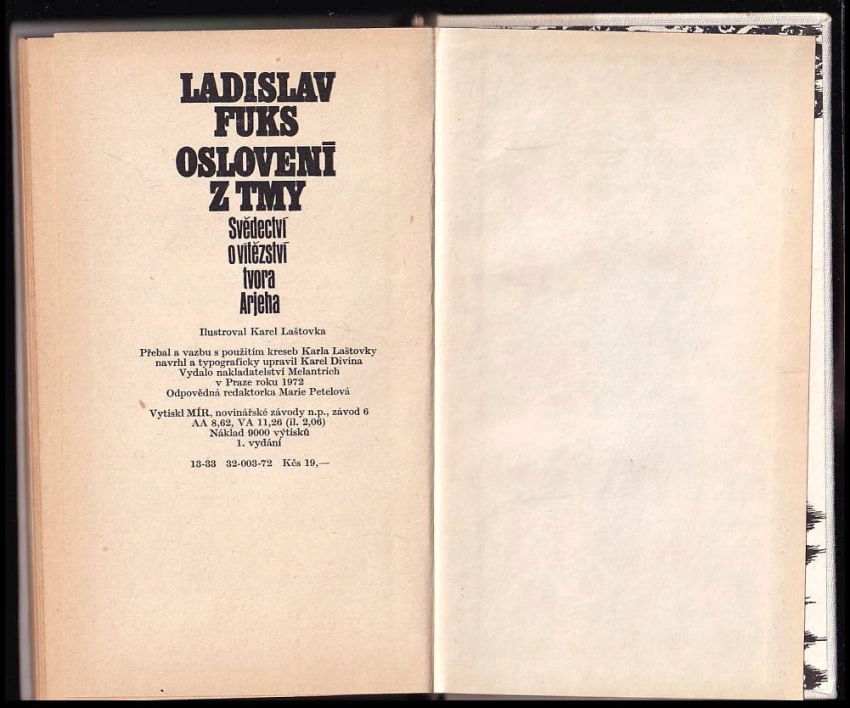 LADISLAV
FUKS
OSLOVENÍ
Z TMY
Svědectví
o vítězství
tvora
Arjeha
Ilustroval Karel Laštovka
Přebal a vazbu s použitím kreseb Karla Laštovky
navrhl a typograficky upravil Karel Divina
Vydalo nakladatelství Melantrich
v Praze roku 1972
Odpovědná redaktorka Marie Petelová
Vytiskl MÍR, novinářské závody n.p., závod 6
AA 8,62, VA 11,26 (il. 2,06)
Náklad 9000 výtisků
1. vydání
13-33 32-003-72 Kčs 19,—